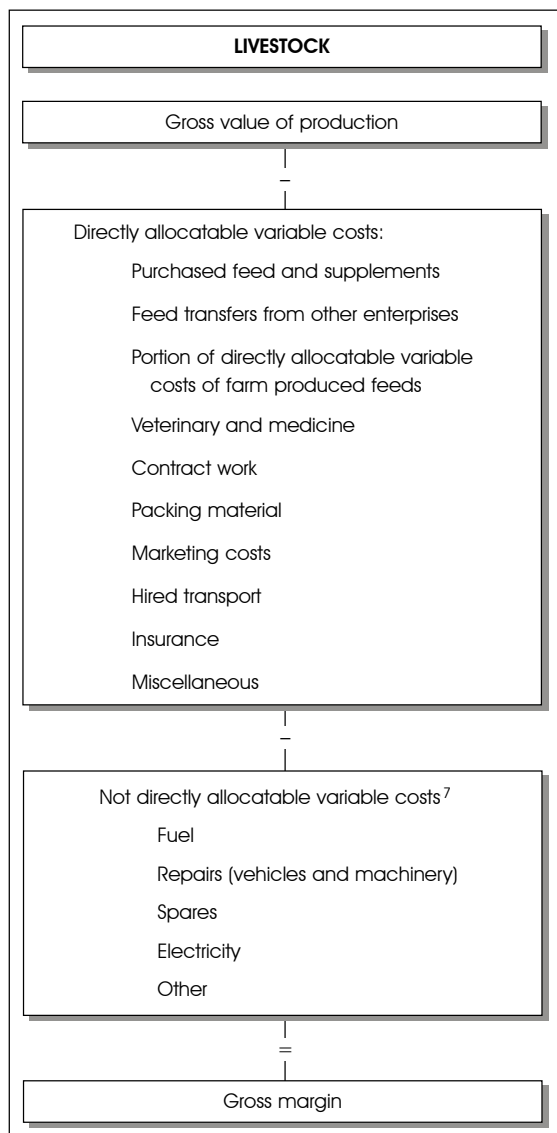 LIVESTOCK
Gross value of production
–
Directly allocatable variable costs:
Purchased feed and supplements
Feed transfers from other enterprises
Portion of directly allocatable variable
costs of farm produced feeds
Veterinary and medicine
Contract work
Packing material
Marketing costs
Hired transport
Insurance
Miscellaneous
–
Not directly allocatable variable costs⁷
Fuel
Repairs (vehicles and machinery)
Spares
Electricity
Other
=
Gross margin